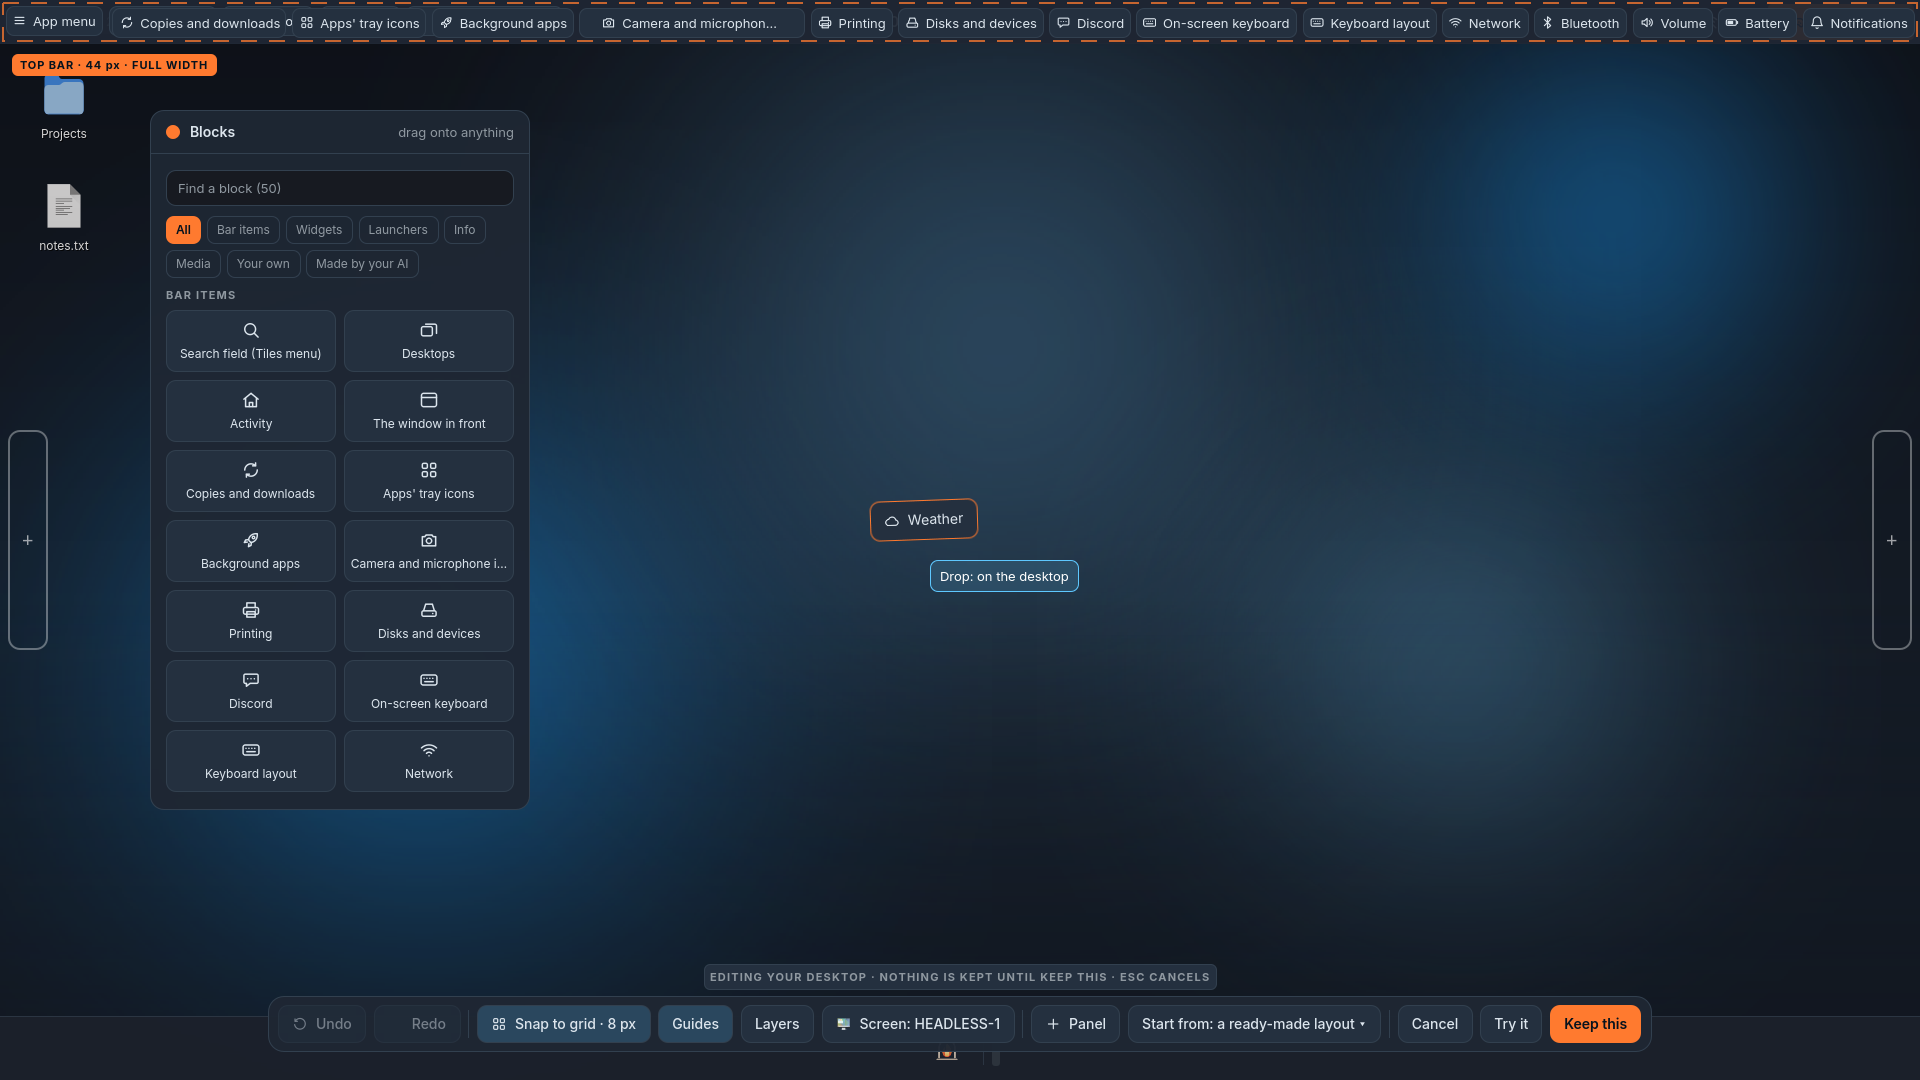 App menu
Copies and downloads
Apps' tray icons
Background apps
Camera and microphon...
Printing
Disks and devices
Discord
On-screen keyboard
Keyboard layout
Network
Bluetooth
Volume
Battery
Notifications
TOP BAR · 44 px · FULL WIDTH
Projects
notes.txt
Blocks
drag onto anything
Find a block (50)
All
Bar items
Widgets
Launchers
Info
Media
Your own
Made by your AI
BAR ITEMS
Search field (Tiles menu)
Desktops
Activity
The window in front
Copies and downloads
Apps' tray icons
Background apps
Camera and microphone i...
Printing
Disks and devices
Discord
On-screen keyboard
Keyboard layout
Network
+
Weather
Drop: on the desktop
+
EDITING YOUR DESKTOP · NOTHING IS KEPT UNTIL KEEP THIS · ESC CANCELS
Undo
Redo
Snap to grid · 8 px
Guides
Layers
Screen: HEADLESS-1
+ Panel
Start from: a ready-made layout
Cancel
Try it
Keep this